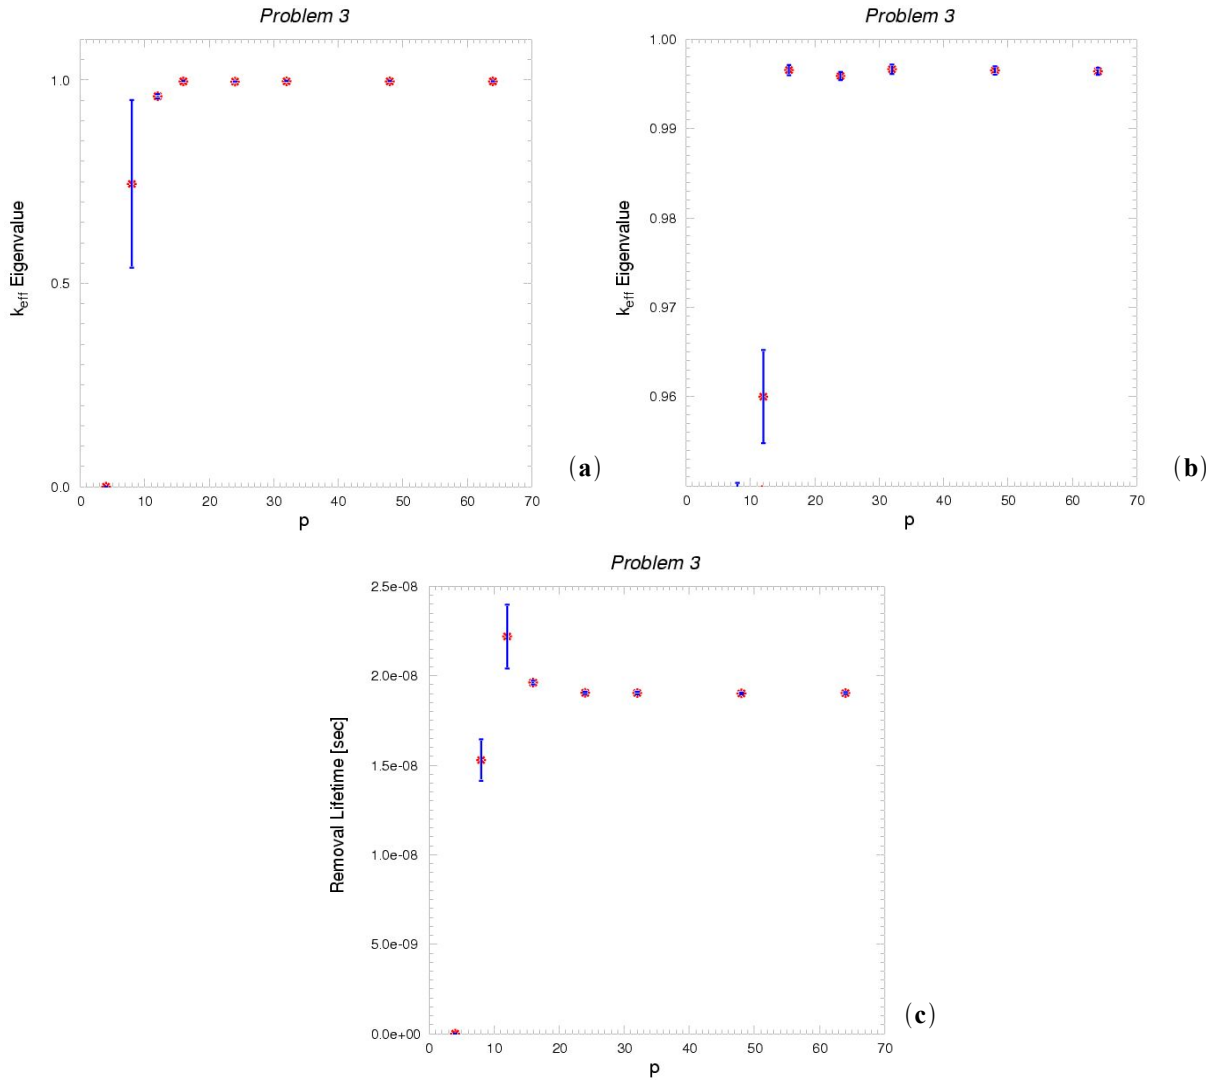 Problem 3
1.0
0.5
0.0
k_eff Eigenvalue
0 10 20 30 40 50 60 70
p
(a)
Problem 3
1.00
0.99
0.98
0.97
0.96
k_eff Eigenvalue
0 10 20 30 40 50 60 70
p
(b)
Problem 3
2.5e-08
2.0e-08
1.5e-08
1.0e-08
5.0e-09
0.0e+00
Removal Lifetime [sec]
0 10 20 30 40 50 60 70
p
(c)